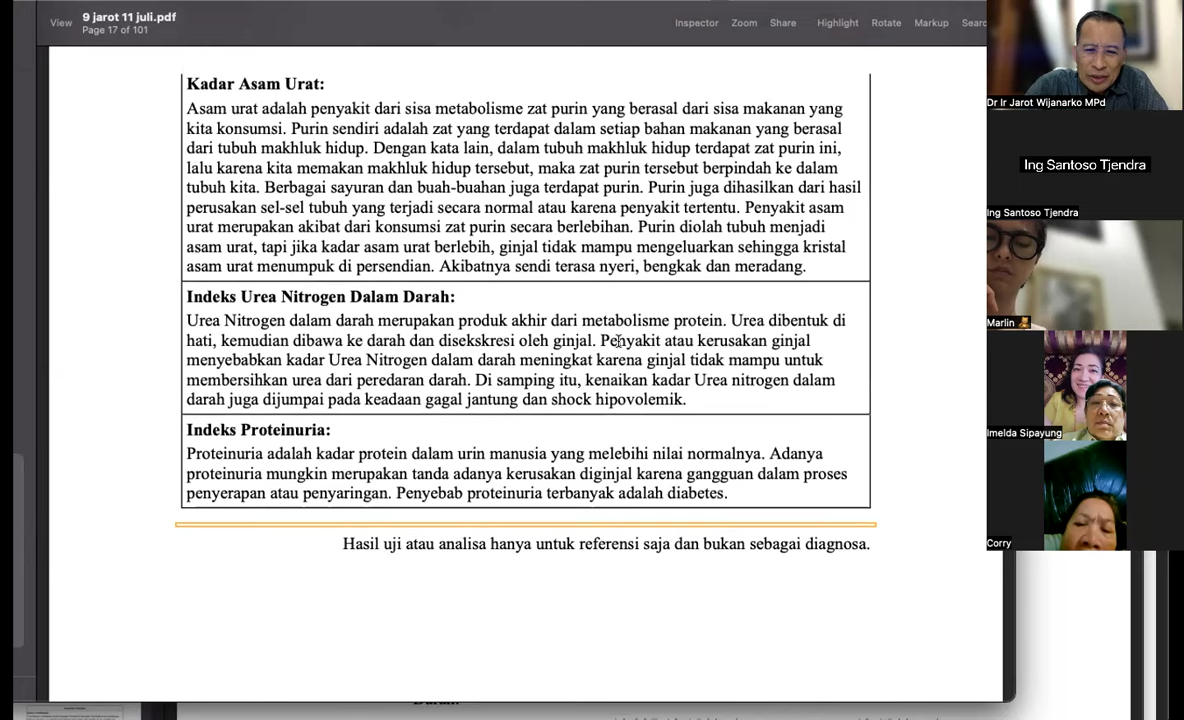 View
9 jarot 11 juli.pdf
Page 17 of 101
Inspector
Zoom
Share
Highlight
Rotate
Markup
Kadar Asam Urat:
Asam urat adalah penyakit dari sisa metabolisme zat purin yang berasal dari sisa makanan yang
kita konsumsi. Purin sendiri adalah zat yang terdapat dalam setiap bahan makanan yang berasal
dari tubuh makhluk hidup. Dengan kata lain, dalam tubuh makhluk hidup terdapat zat purin ini,
lalu karena kita memakan makhluk hidup tersebut, maka zat purin tersebut berpindah ke dalam
tubuh kita. Berbagai sayuran dan buah-buahan juga terdapat purin. Purin juga dihasilkan dari hasil
perusakan sel-sel tubuh yang terjadi secara normal atau karena penyakit tertentu. Penyakit asam
urat merupakan akibat dari konsumsi zat purin secara berlebihan. Purin diolah tubuh menjadi
asam urat, tapi jika kadar asam urat berlebih, ginjal tidak mampu mengeluarkan sehingga kristal
asam urat menumpuk di persendian. Akibatnya sendi terasa nyeri, bengkak dan meradang.
Indeks Urea Nitrogen Dalam Darah:
Urea Nitrogen dalam darah merupakan produk akhir dari metabolisme protein. Urea dibentuk di
hati, kemudian dibawa ke darah dan disekskresi oleh ginjal. Penyakit atau kerusakan ginjal
menyebabkan kadar Urea Nitrogen dalam darah meningkat karena ginjal tidak mampu untuk
membersihkan urea dari peredaran darah. Di samping itu, kenaikan kadar Urea nitrogen dalam
darah juga dijumpai pada keadaan gagal jantung dan shock hipovolemik.
Indeks Proteinuria:
Proteinuria adalah kadar protein dalam urin manusia yang melebihi nilai normalnya. Adanya
proteinuria mungkin merupakan tanda adanya kerusakan diginjal karena gangguan dalam proses
penyerapan atau penyaringan. Penyebab proteinuria terbanyak adalah diabetes.
Hasil uji atau analisa hanya untuk referensi saja dan bukan sebagai diagnosa.
Dr Ir Jarot Wijanarko MPd
Ing Santoso Tjendra
Ing Santoso Tjendra
Marlin
Imelda Sipayung
Corry